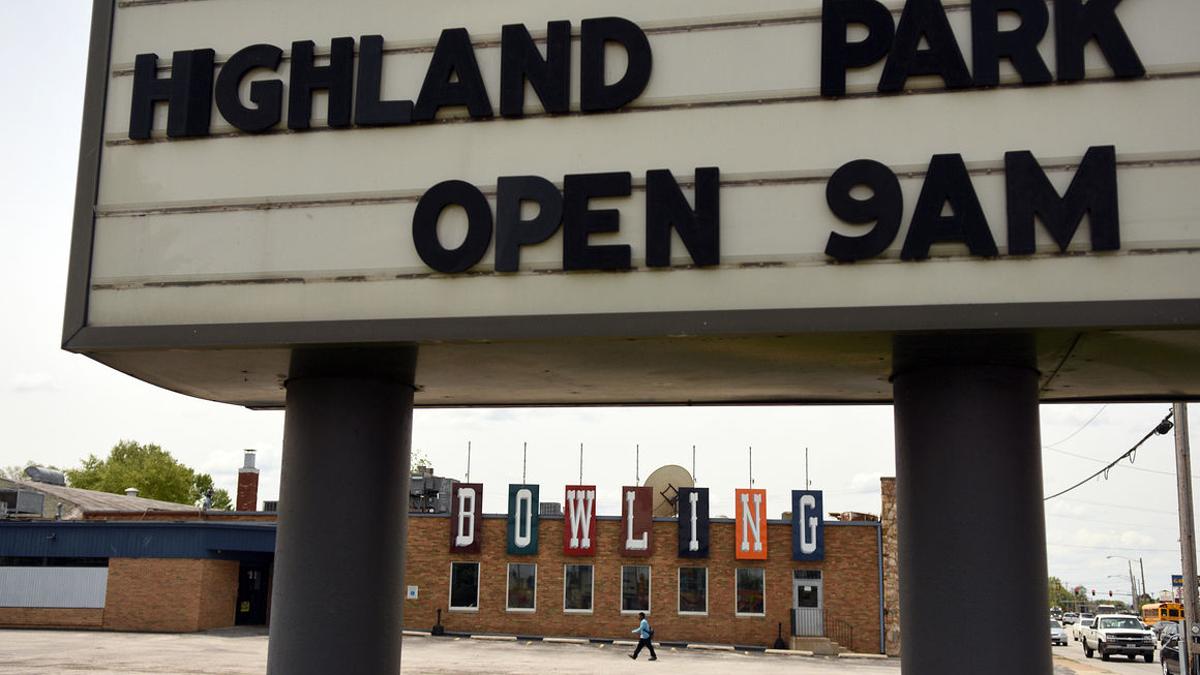 HIGHLAND PARK
OPEN 9AM
BOWLING